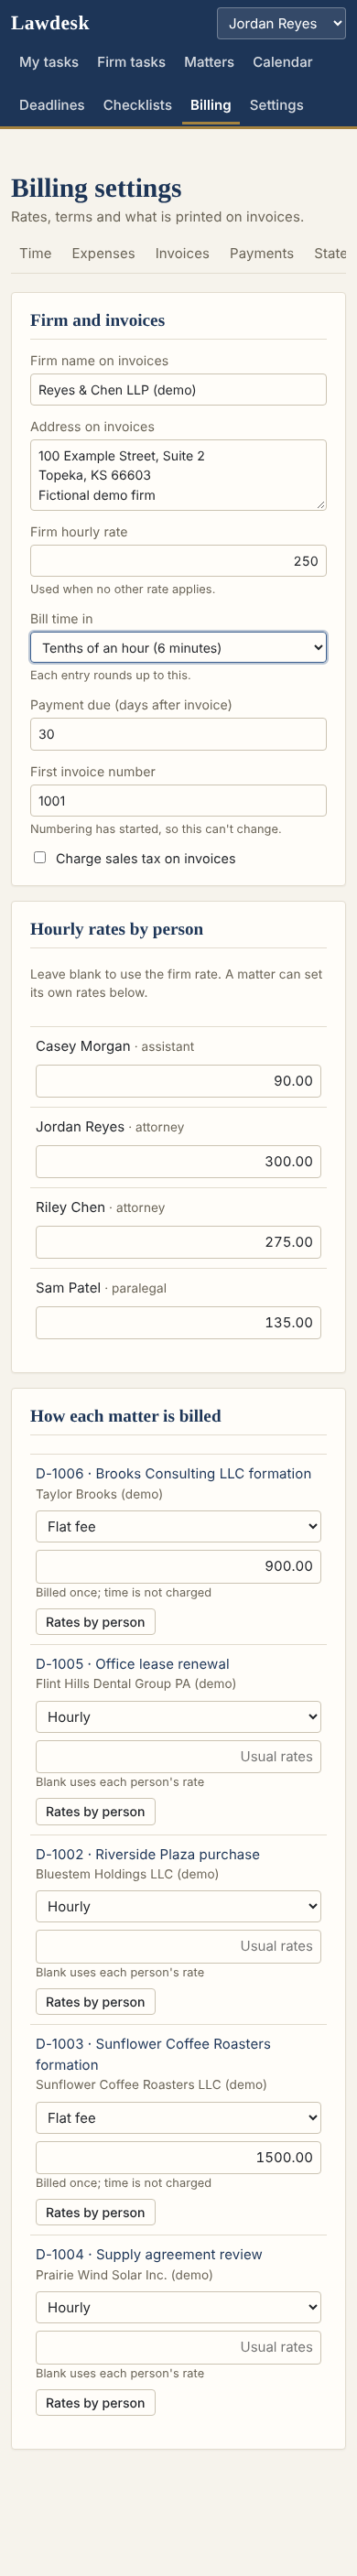 Lawdesk
Jordan Reyes
My tasks Firm tasks Matters Calendar
Deadlines Checklists Billing Settings
Billing settings
Rates, terms and what is printed on invoices.
Time Expenses Invoices Payments State
Firm and invoices
Firm name on invoices
Reyes & Chen LLP (demo)
Address on invoices
100 Example Street, Suite 2
Topeka, KS 66603
Fictional demo firm
Firm hourly rate
250
Used when no other rate applies.
Bill time in
Tenths of an hour (6 minutes)
Each entry rounds up to this.
Payment due (days after invoice)
30
First invoice number
1001
Numbering has started, so this can't change.
Charge sales tax on invoices
Hourly rates by person
Leave blank to use the firm rate. A matter can set
its own rates below.
Casey Morgan · assistant
90.00
Jordan Reyes · attorney
300.00
Riley Chen · attorney
275.00
Sam Patel · paralegal
135.00
How each matter is billed
D-1006 · Brooks Consulting LLC formation
Taylor Brooks (demo)
Flat fee
900.00
Billed once; time is not charged
Rates by person
D-1005 · Office lease renewal
Flint Hills Dental Group PA (demo)
Hourly
Usual rates
Blank uses each person's rate
Rates by person
D-1002 · Riverside Plaza purchase
Bluestem Holdings LLC (demo)
Hourly
Usual rates
Blank uses each person's rate
Rates by person
D-1003 · Sunflower Coffee Roasters
formation
Sunflower Coffee Roasters LLC (demo)
Flat fee
1500.00
Billed once; time is not charged
Rates by person
D-1004 · Supply agreement review
Prairie Wind Solar Inc. (demo)
Hourly
Usual rates
Blank uses each person's rate
Rates by person